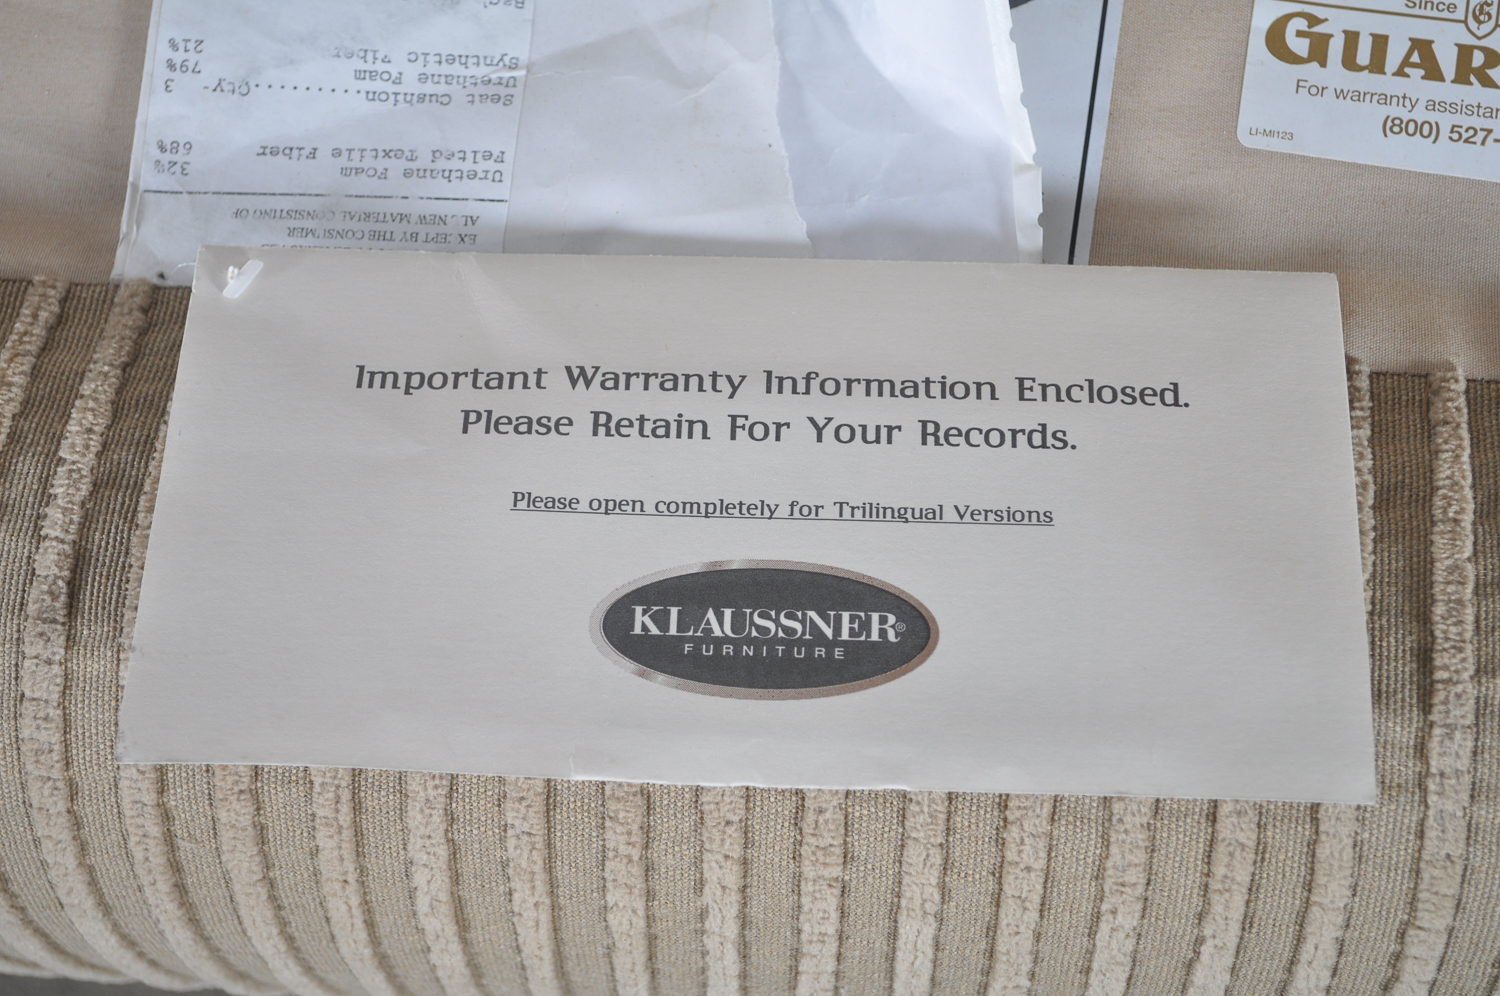 Important Warranty Information Enclosed.
Please Retain For Your Records.
Please open completely for Trilingual Versions
KLAUSSNER®
FURNITURE
EXCEPT BY THE CONSUMER
ALL NEW MATERIAL CONSISTING OF
Urethane Foam 32%
Felted Textile Fiber 68%
Seat Cushion..........Qty- 3
Urethane Foam 79%
Synthetic Fiber 21%
Since
GUAR
For warranty assistan
(800) 527-
LI-MI123